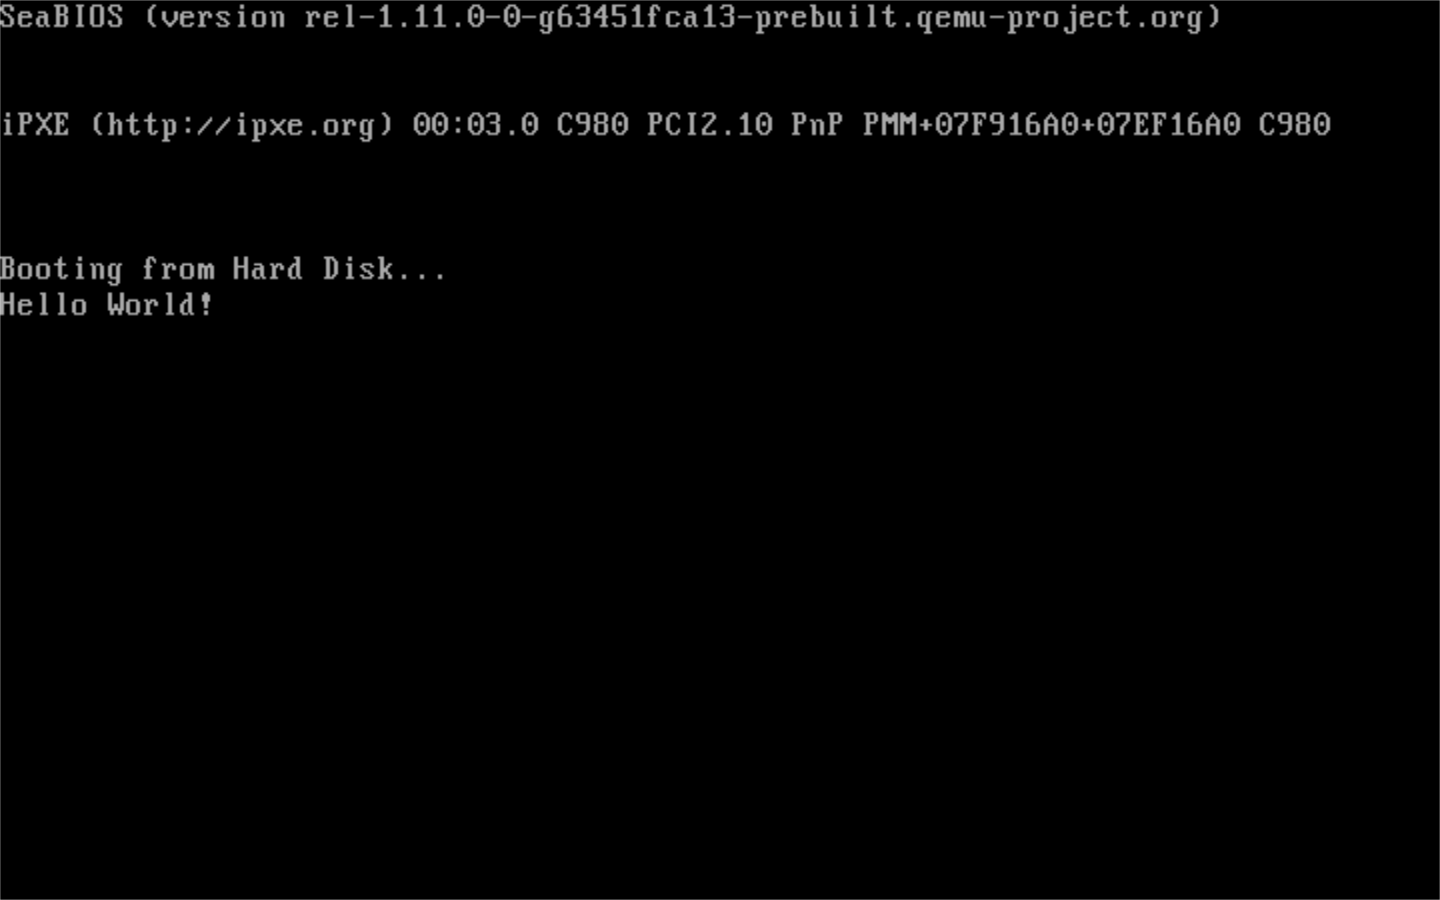 SeaBIOS (version rel-1.11.0-0-g63451fca13-prebuilt.qemu-project.org)
iPXE (http://ipxe.org) 00:03.0 C980 PCI2.10 PnP PMM+07F916A0+07EF16A0 C980
Booting from Hard Disk...
Hello World!